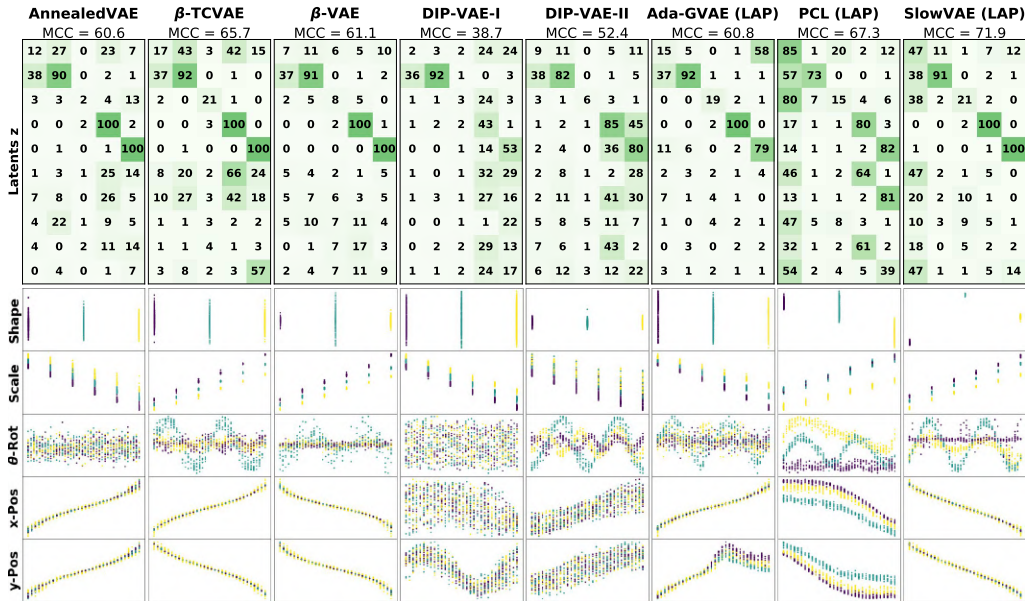 AnnealedVAE β-TCVAE β-VAE DIP-VAE-I DIP-VAE-II Ada-GVAE (LAP) PCL (LAP) SlowVAE (LAP)
MCC = 60.6 MCC = 65.7 MCC = 61.1 MCC = 38.7 MCC = 52.4 MCC = 60.8 MCC = 67.3 MCC = 71.9
12 27 0 23 7 17 43 3 42 15 7 11 6 5 0 2 3 2 24 24 9 11 0 5 11 15 5 0 1 58 85 1 20 2 12 47 11 2 7 12
38 90 0 2 1 37 92 0 1 0 37 91 0 2 0 36 92 1 0 3 38 82 0 1 0 37 92 1 1 1 57 73 0 0 1 38 91 0 2 1
3 3 2 4 13 2 0 21 1 0 2 5 8 5 0 1 1 3 24 3 3 1 6 3 1 0 0 19 2 1 80 7 15 4 6 38 2 21 2 0
0 0 2 100 2 0 0 3 100 0 0 0 1 100 0 1 2 2 43 1 1 2 11 85 45 0 0 2 100 0 17 1 1 80 3 0 0 2 100 0
0 1 0 1 100 0 1 0 0 100 0 0 0 0 100 1 0 0 14 53 2 4 0 36 80 11 6 0 2 79 14 1 1 2 82 0 1 0 1 100
1 3 1 25 14 8 20 2 66 24 5 4 2 1 5 0 1 1 32 29 1 8 1 2 28 2 3 0 4 0 46 1 2 64 1 47 2 0 2 5
7 8 0 26 5 10 27 3 42 18 5 7 6 3 5 1 3 1 27 16 2 11 1 41 30 7 1 4 0 1 13 1 1 2 81 20 2 10 0 1
4 22 1 9 5 1 1 3 2 2 5 10 7 11 4 0 0 1 1 22 5 8 5 11 7 2 3 1 4 0 47 5 8 3 1 10 3 9 5 1
4 0 2 11 14 1 1 4 1 3 0 1 0 17 3 0 2 2 29 13 7 6 1 43 2 0 3 0 2 2 32 1 2 61 2 18 0 5 2 2
0 4 0 1 7 3 8 2 3 57 2 4 7 11 9 1 3 2 24 17 6 12 3 12 22 1 4 2 1 1 54 2 4 5 39 47 1 1 5 14
Latents z
Shape
Scale
θ-Rot
x-Pos
y-Pos